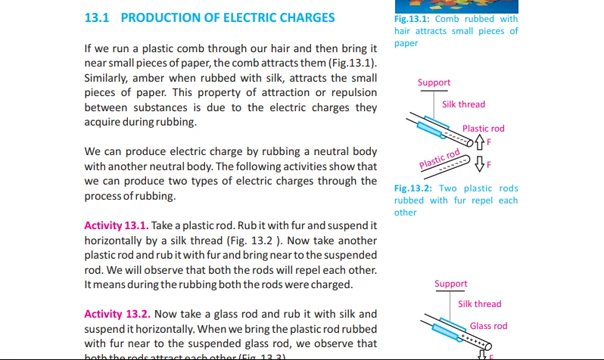 13.1 PRODUCTION OF ELECTRIC CHARGES
If we run a plastic comb through our hair and then bring it
near small pieces of paper, the comb attracts them (Fig.13.1).
Similarly, amber when rubbed with silk, attracts the small
pieces of paper. This property of attraction or repulsion
between substances is due to the electric charges they
acquire during rubbing.
We can produce electric charge by rubbing a neutral body
with another neutral body. The following activities show that
we can produce two types of electric charges through the
process of rubbing.
Activity 13.1. Take a plastic rod. Rub it with fur and suspend it
horizontally by a silk thread (Fig. 13.2 ). Now take another
plastic rod and rub it with fur and bring near to the suspended
rod. We will observe that both the rods will repel each other.
It means during the rubbing both the rods were charged.
Activity 13.2. Now take a glass rod and rub it with silk and
suspend it horizontally. When we bring the plastic rod rubbed
with fur near to the suspended glass rod, we observe that
both the rods attract each other (Fig. 13.3)
Fig.13.1: Comb rubbed with
hair attracts small pieces of
paper
Support
Silk thread
Plastic rod
F
Plastic rod
F
Fig.13.2: Two plastic rods
rubbed with fur repel each
other
Support
Silk thread
Glass rod
F